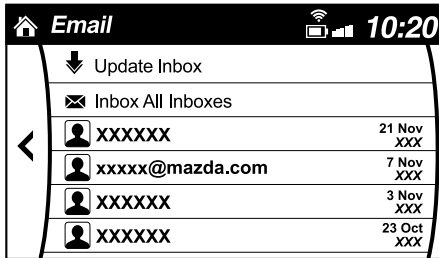 Email 10:20
Update Inbox
Inbox All Inboxes
XXXXXX 21 Nov
XXX
xxxxx@mazda.com 7 Nov
XXX
XXXXXX 3 Nov
XXX
XXXXXX 23 Oct
XXX